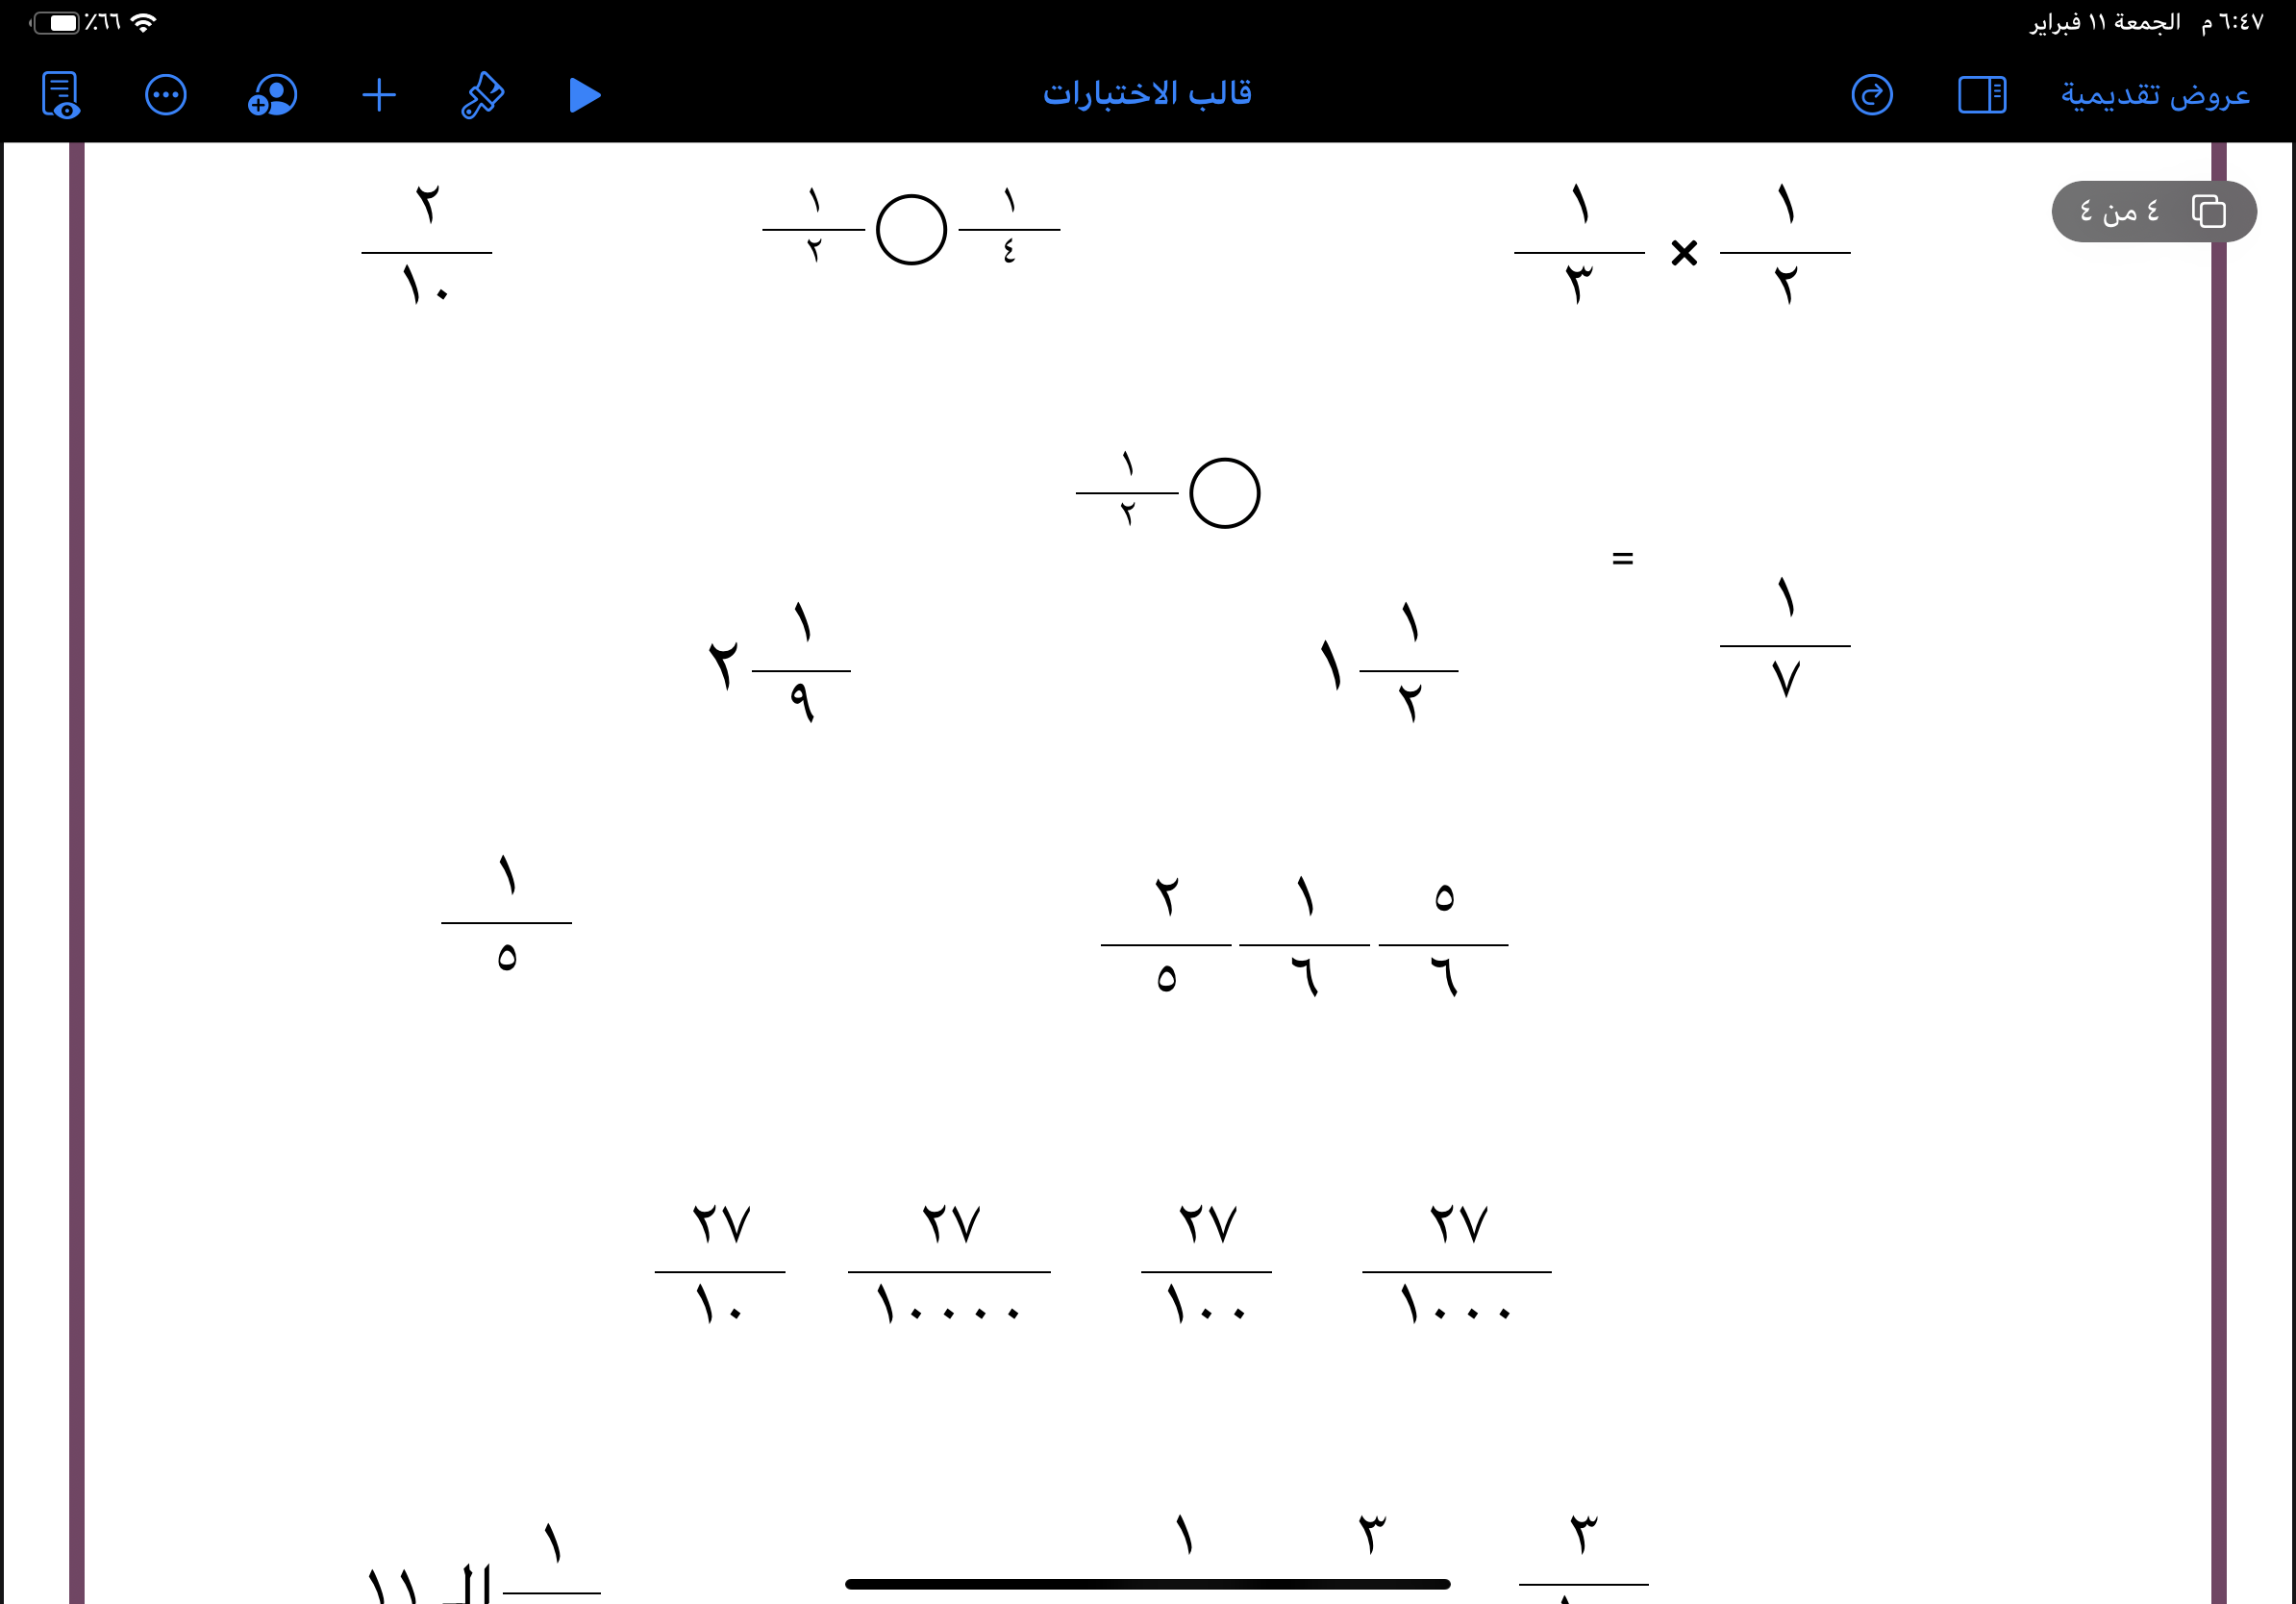 ٦:٤٧ م الجمعة ١١ فبراير
٪٦٦
عروض تقديمية
قالب الاختبارات
٤ من ٤
١ ١ ١ ١ ٢
×
٢ ٣ ٤ ٢ ١٠
١
٢
=
١ ١ ١
١ ٢
٧ ٢ ٩
٥ ١ ٢ ١
٦ ٦ ٥ ٥
٢٧ ٢٧ ٢٧ ٢٧
١٠٠٠ ١٠٠ ١٠٠٠٠ ١٠
٣ ٣ ١ ١